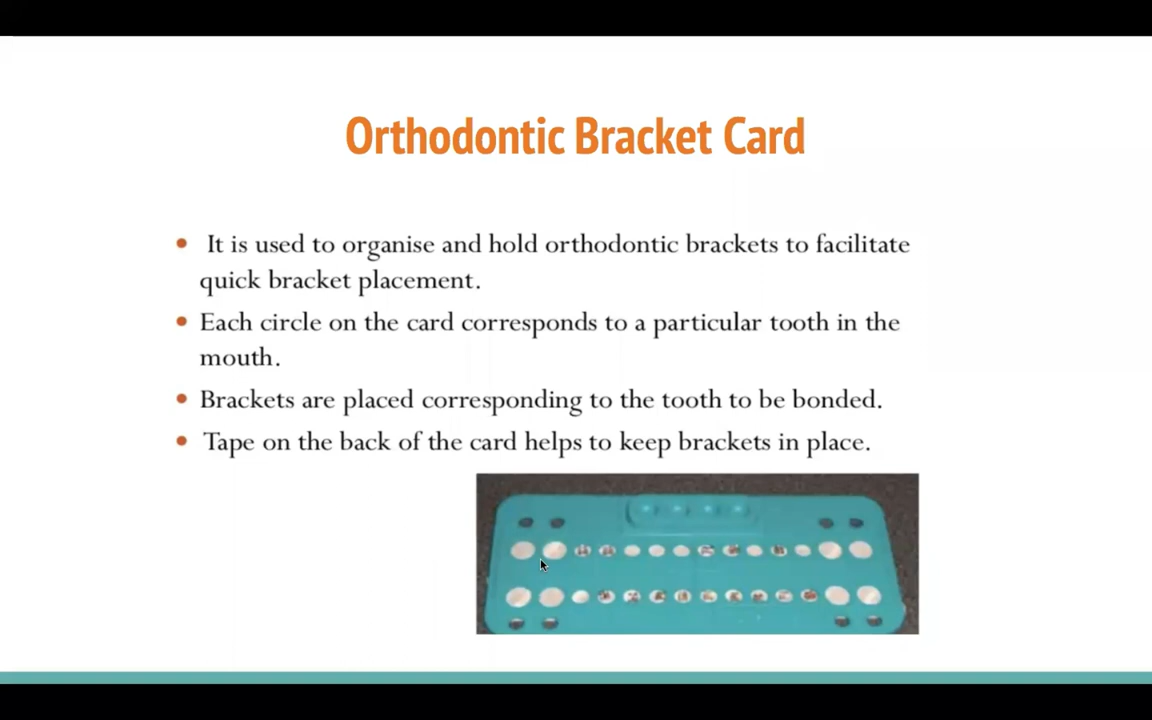 Orthodontic Bracket Card
• It is used to organise and hold orthodontic brackets to facilitate
quick bracket placement.
• Each circle on the card corresponds to a particular tooth in the
mouth.
• Brackets are placed corresponding to the tooth to be bonded.
• Tape on the back of the card helps to keep brackets in place.